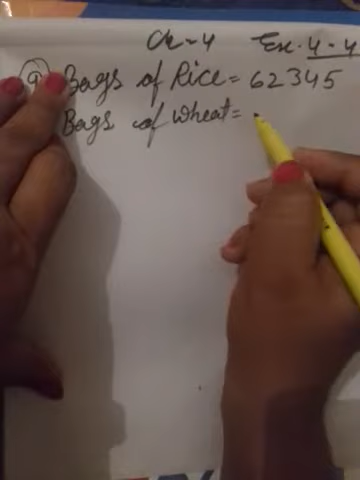 Ch-4 Ex. 4-4
9) Bags of Rice = 62345
Bags of wheat =